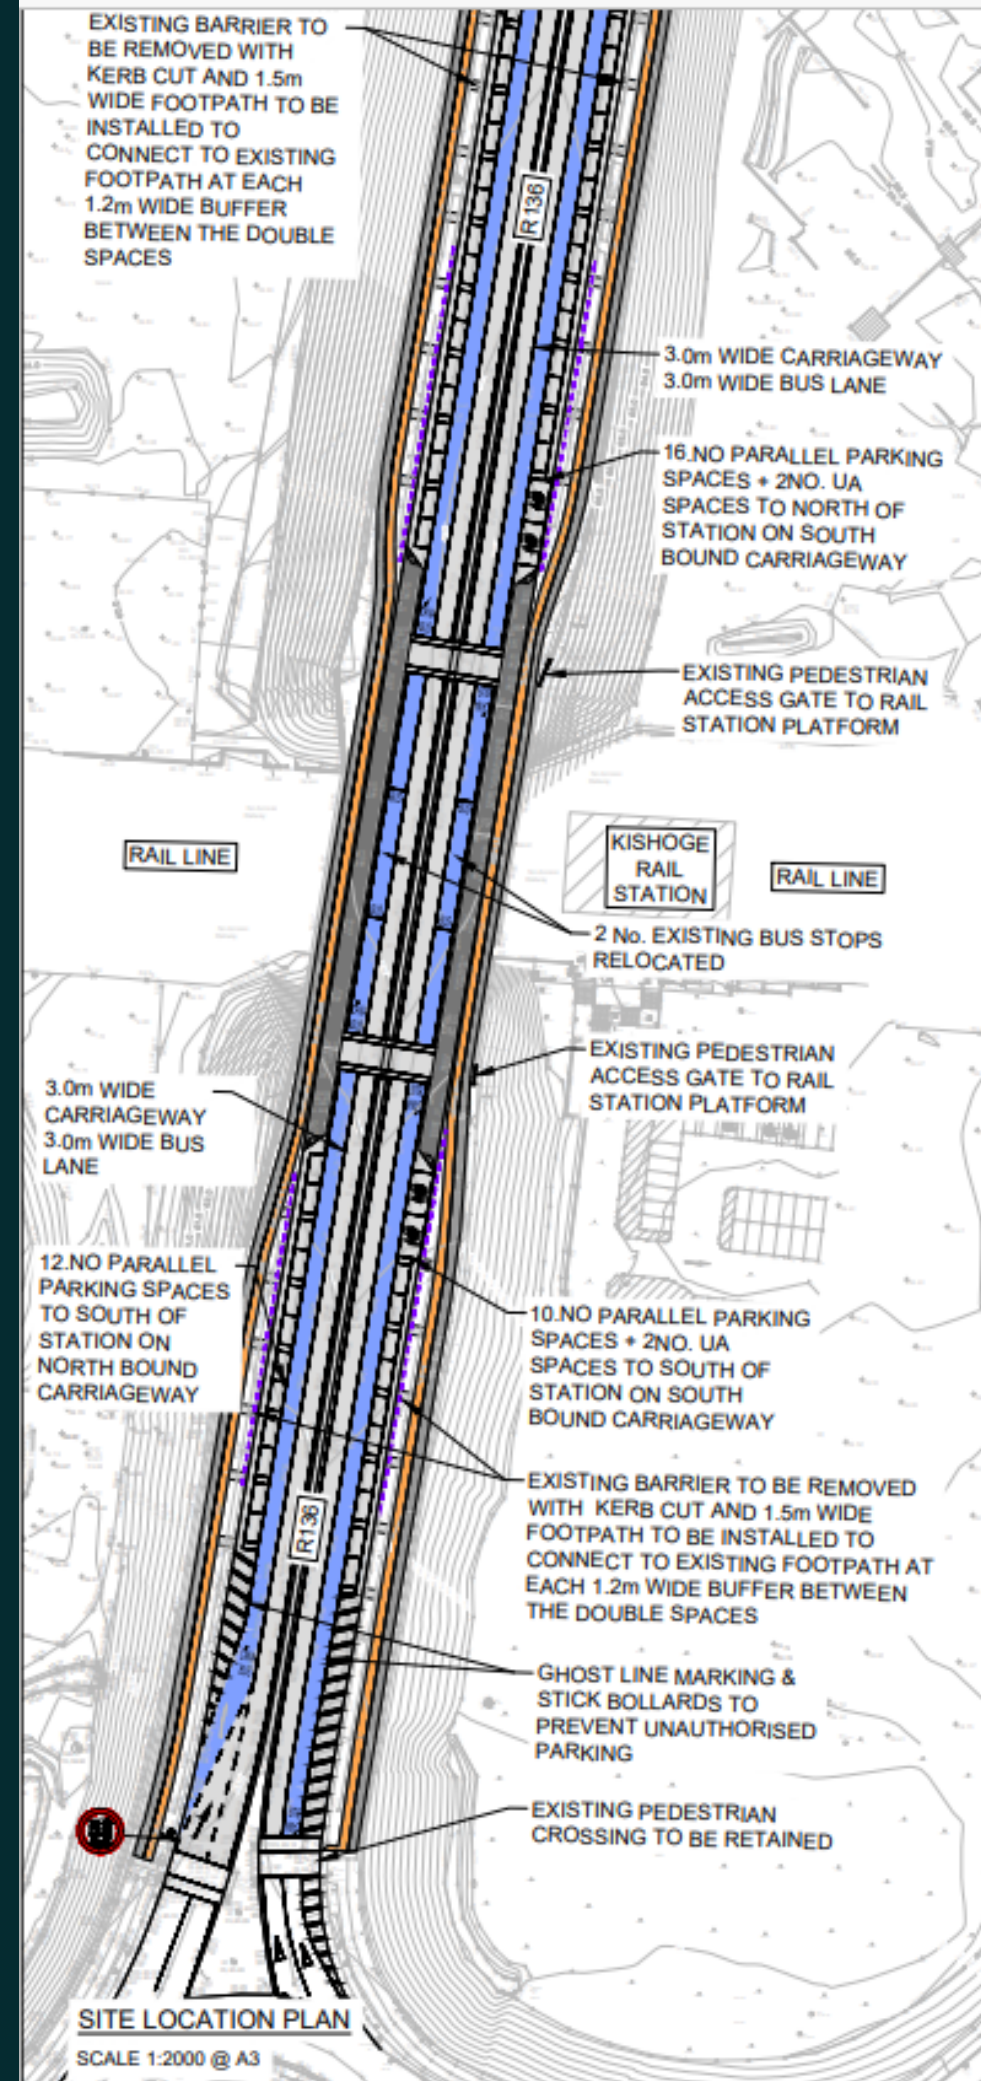 EXISTING BARRIER TO
BE REMOVED WITH
KERB CUT AND 1.5m
WIDE FOOTPATH TO BE
INSTALLED TO
CONNECT TO EXISTING
FOOTPATH AT EACH
1.2m WIDE BUFFER
BETWEEN THE DOUBLE
SPACES
R136
3.0m WIDE CARRIAGEWAY
3.0m WIDE BUS LANE
16.NO PARALLEL PARKING
SPACES + 2NO. UA
SPACES TO NORTH OF
STATION ON SOUTH
BOUND CARRIAGEWAY
EXISTING PEDESTRIAN
ACCESS GATE TO RAIL
STATION PLATFORM
RAIL LINE
KISHOGE
RAIL
STATION
RAIL LINE
2 No. EXISTING BUS STOPS
RELOCATED
EXISTING PEDESTRIAN
ACCESS GATE TO RAIL
STATION PLATFORM
3.0m WIDE
CARRIAGEWAY
3.0m WIDE BUS
LANE
12.NO PARALLEL
PARKING SPACES
TO SOUTH OF
STATION ON
NORTH BOUND
CARRIAGEWAY
10.NO PARALLEL PARKING
SPACES + 2NO. UA
SPACES TO SOUTH OF
STATION ON SOUTH
BOUND CARRIAGEWAY
EXISTING BARRIER TO BE REMOVED
WITH KERB CUT AND 1.5m WIDE
FOOTPATH TO BE INSTALLED TO
CONNECT TO EXISTING FOOTPATH AT
EACH 1.2m WIDE BUFFER BETWEEN
THE DOUBLE SPACES
R136
GHOST LINE MARKING &
STICK BOLLARDS TO
PREVENT UNAUTHORISED
PARKING
EXISTING PEDESTRIAN
CROSSING TO BE RETAINED
SITE LOCATION PLAN
SCALE 1:2000 @ A3